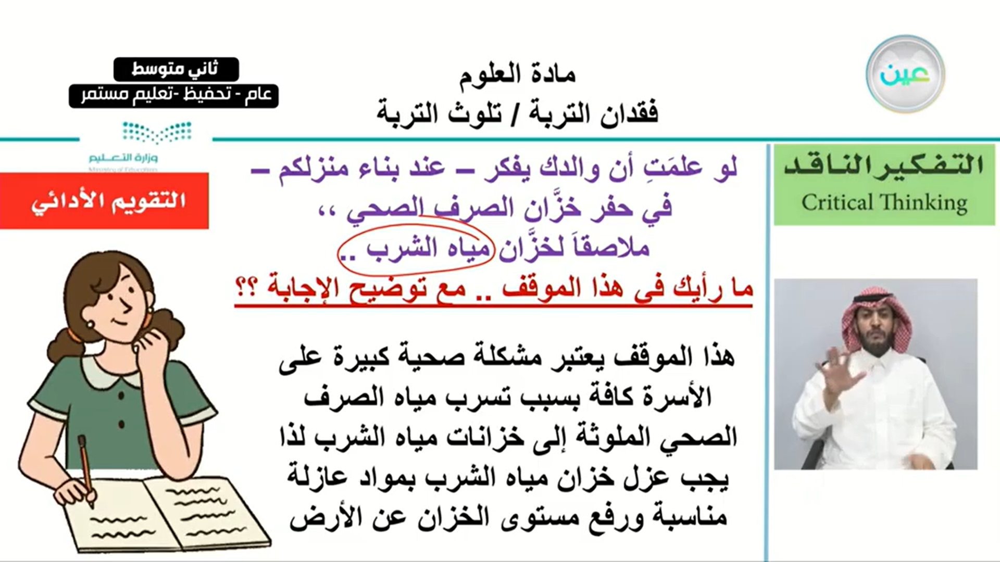 ثاني متوسط
عام - تحفيظ -تعليم مستمر
مادة العلوم
فقدان التربة / تلوث التربة
عين
وزارة التعـــليم
Ministry of Education
التقويم الأدائي
التفكير الناقد
Critical Thinking
لو علمَتِ أن والدك يفكر – عند بناء منزلكم –
في حفر خزَّان الصرف الصحي ،،
ملاصقاَ لخزَّان مياه الشرب ..
ما رأيك في هذا الموقف .. مع توضيح الإجابة ؟؟
هذا الموقف يعتبر مشكلة صحية كبيرة على
الأسرة كافة بسبب تسرب مياه الصرف
الصحي الملوثة إلى خزانات مياه الشرب لذا
يجب عزل خزان مياه الشرب بمواد عازلة
مناسبة ورفع مستوى الخزان عن الأرض